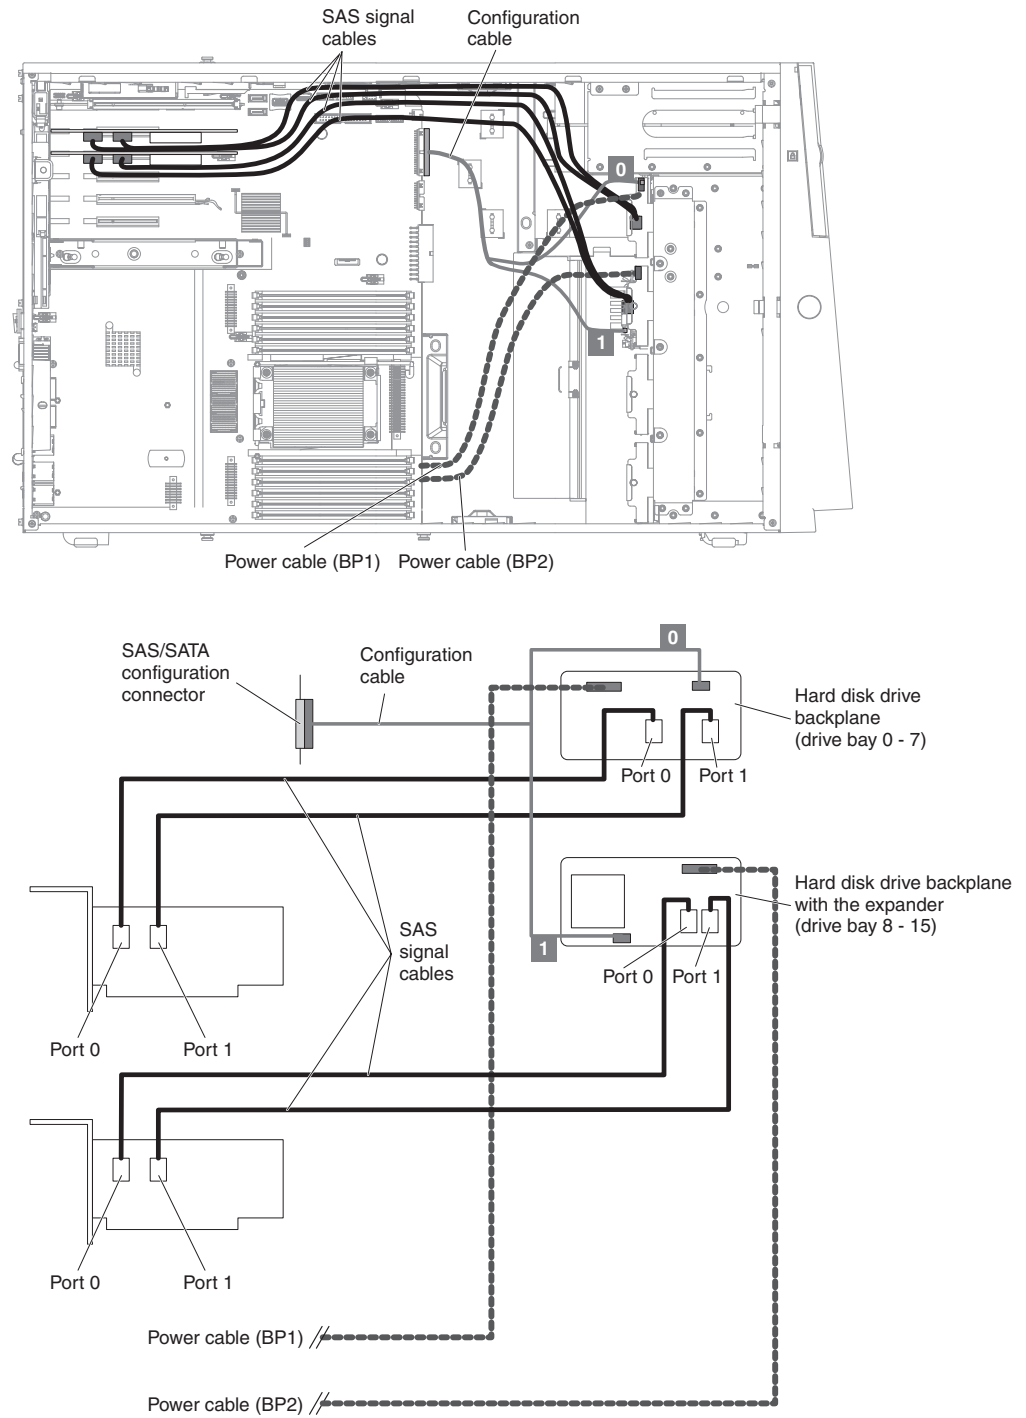 SAS signal
cables
Configuration
cable
0
1
Power cable (BP1)
Power cable (BP2)
0
SAS/SATA
configuration
connector
Configuration
cable
Hard disk drive
backplane
(drive bay 0 - 7)
Port 0
Port 1
Hard disk drive backplane
with the expander
(drive bay 8 - 15)
1
SAS
signal
cables
Port 0
Port 1
Port 0
Port 1
Port 0
Port 1
Power cable (BP1)
Power cable (BP2)